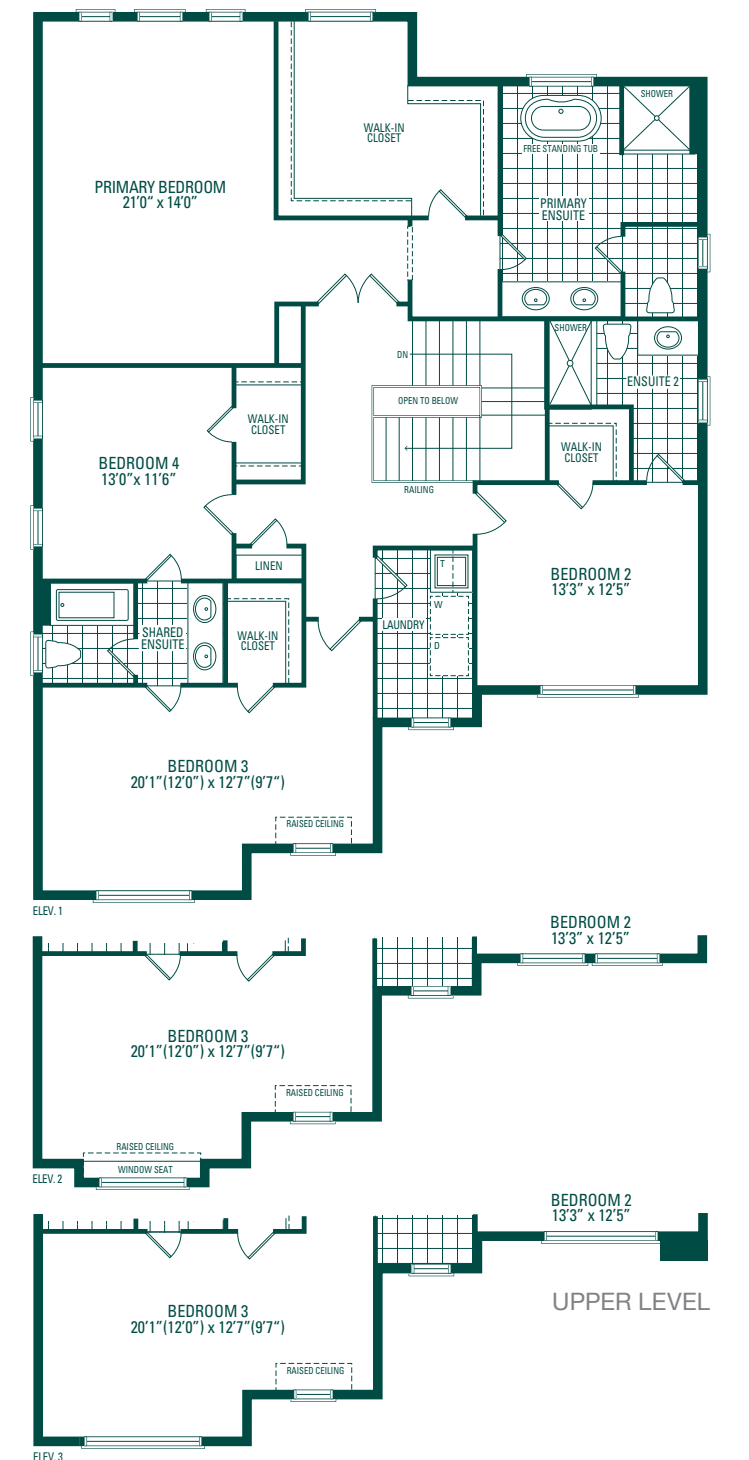 WALK-IN
CLOSET
SHOWER
FREE STANDING TUB
PRIMARY BEDROOM
21'0" x 14'0"
PRIMARY
ENSUITE
SHOWER
DN
ENSUITE 2
OPEN TO BELOW
WALK-IN
CLOSET
WALK-IN
CLOSET
BEDROOM 4
13'0"x 11'6"
RAILING
LINEN
T
BEDROOM 2
13'3" x 12'5"
W
LAUNDRY
SHARED
ENSUITE
WALK-IN
CLOSET
D
BEDROOM 3
20'1"(12'0") x 12'7"(9'7")
RAISED CEILING
ELEV. 1
BEDROOM 2
13'3" x 12'5"
BEDROOM 3
20'1"(12'0") x 12'7"(9'7")
RAISED CEILING
RAISED CEILING
WINDOW SEAT
ELEV. 2
BEDROOM 2
13'3" x 12'5"
UPPER LEVEL
BEDROOM 3
20'1"(12'0") x 12'7"(9'7")
RAISED CEILING
ELEV. 3